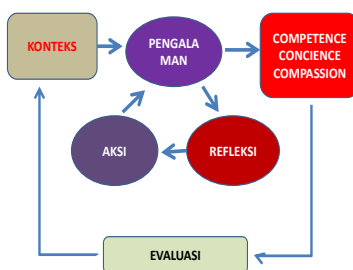 KONTEKS
PENGALA
MAN
COMPETENCE
CONCIENCE
COMPASSION
AKSI
REFLEKSI
EVALUASI